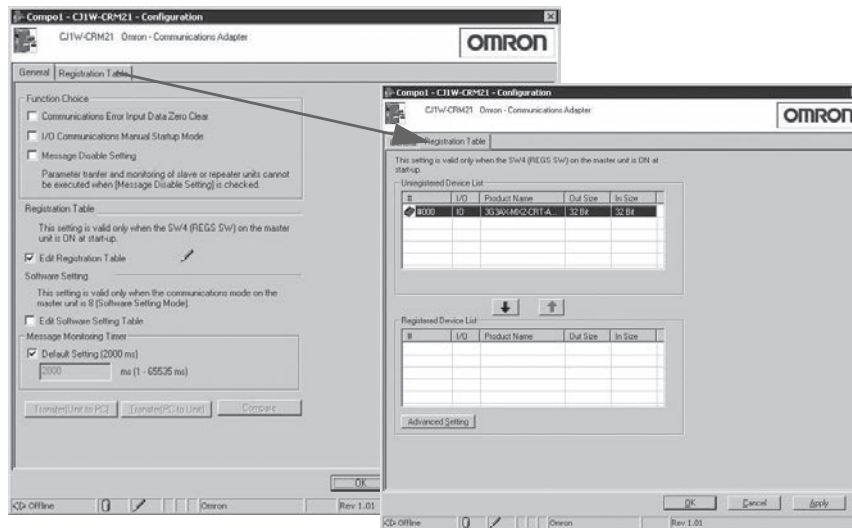 Compo1 - CJ1W-CRM21 - Configuration
CJ1W-CRM21 Omron - Communications Adapter
OMRON
General
Registration Table
Function Choice
Communications Error Input Data Zero Clear
I/O Communications Manual Startup Mode
Message Disable Setting
Parameter tranfer and monitoring of slave or repeater units cannot
be executed when [Message Disable Setting] is checked.
Registration Table
This setting is valid only when the SW4 (REGS SW) on the master
unit is ON at start-up.
Edit Registration Table
Software Setting
This setting is valid only when the communications mode on the
master unit is 8 (Software Setting Mode).
Edit Software Setting Table
Message Monitoring Timer
Default Setting (2000 ms)
2000 ms (1 - 65535 ms)
Transfer[Unit to PC] Transfer[PC to Unit] Compare
OK
Offline Omron Rev 1.01
Compo1 - CJ1W-CRM21 - Configuration
CJ1W-CRM21 Omron - Communications Adapter
OMRON
General Registration Table
This setting is valid only when the SW4 (REGS SW) on the master unit is ON at
start-up.
Unregistered Device List
# I/O Product Name Out Size In Size
#000 IO 3G3AX-MX2-CRT-A... 32 Bit 32 Bit
Registered Device List
# I/O Product Name Out Size In Size
Advanced Setting
OK Cancel Apply
Offline Omron Rev 1.01